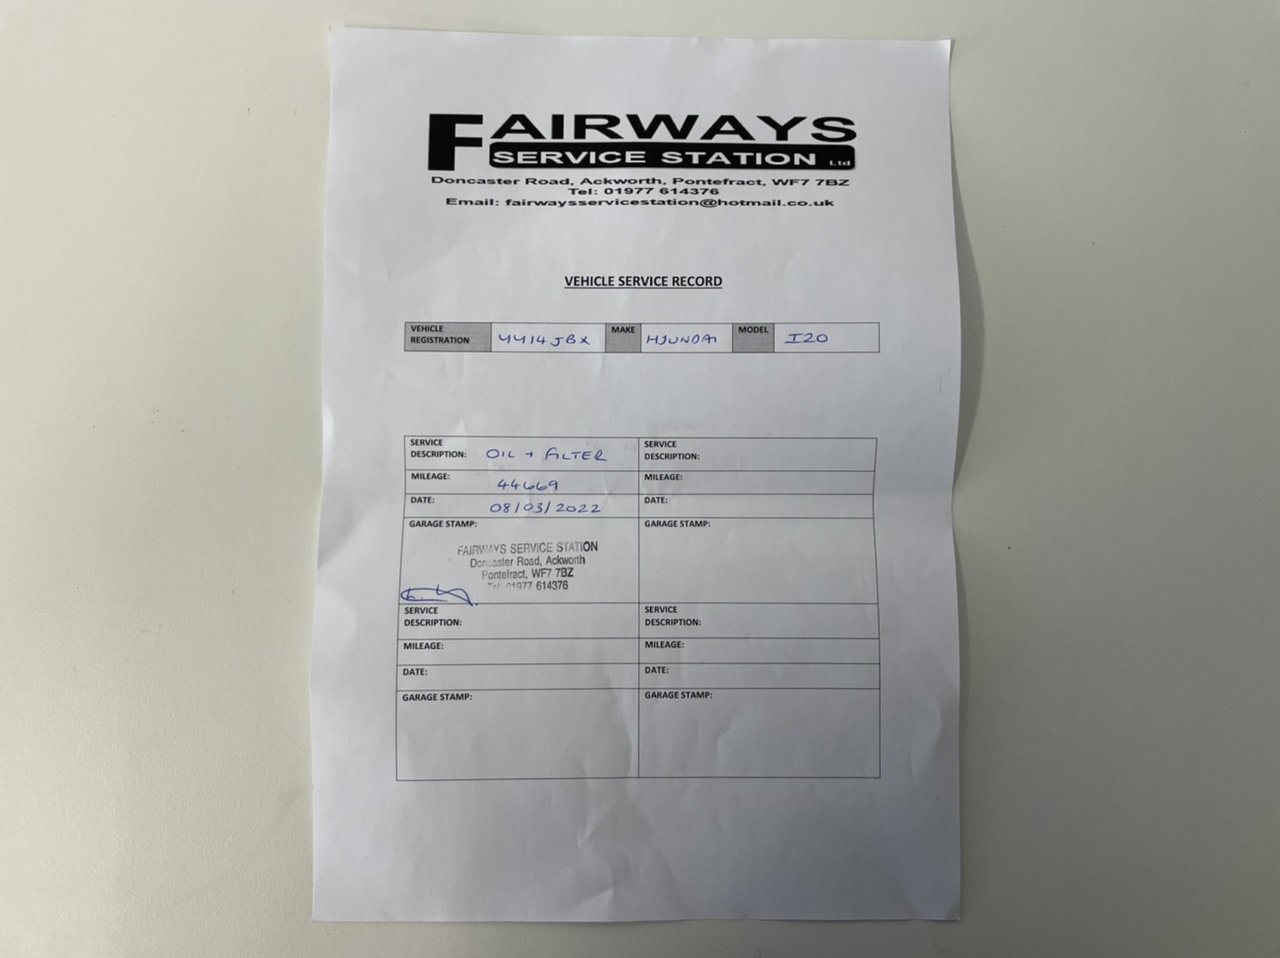 FAIRWAYS
SERVICE STATION Ltd
Doncaster Road, Ackworth, Pontefract, WF7 7BZ
Tel: 01977 614376
Email: fairwaysservicestation@hotmail.co.uk
VEHICLE SERVICE RECORD
VEHICLE REGISTRATION YY14JBX MAKE HJUNDAI MODEL I20
SERVICE DESCRIPTION: OIL + FILTER
MILEAGE: 44669
DATE: 08/03/2022
GARAGE STAMP:
FAIRWAYS SERVICE STATION
Doncaster Road, Ackworth
Pontefract, WF7 7BZ
Tel: 01977 614376
SERVICE DESCRIPTION:
MILEAGE:
DATE:
GARAGE STAMP:
SERVICE DESCRIPTION:
MILEAGE:
DATE:
GARAGE STAMP:
SERVICE DESCRIPTION:
MILEAGE:
DATE:
GARAGE STAMP: